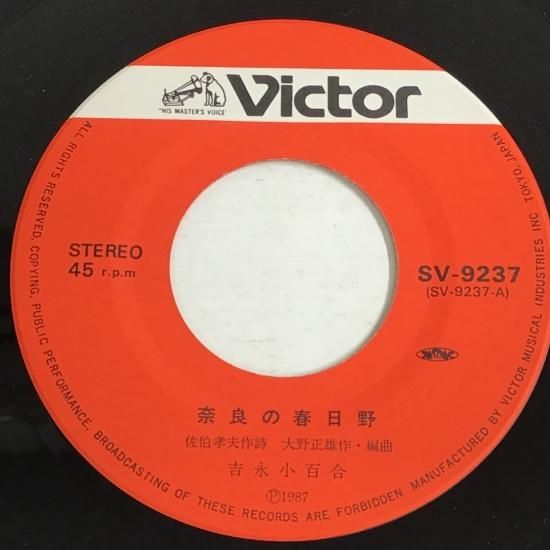 "HIS MASTER'S VOICE"
Victor
STEREO
45 r.p.m
SV-9237
(SV-9237-A)
JASRAC
奈良の春日野
佐伯孝夫作詩 大野正雄作・編曲
吉永小百合
Ⓟ1987
ALL RIGHTS RESERVED. COPYING, PUBLIC PERFORMANCE, BROADCASTING OF THESE RECORDS ARE FORBIDDEN MANUFACTURED BY VICTOR MUSICAL INDUSTRIES INC. TOKYO, JAPAN